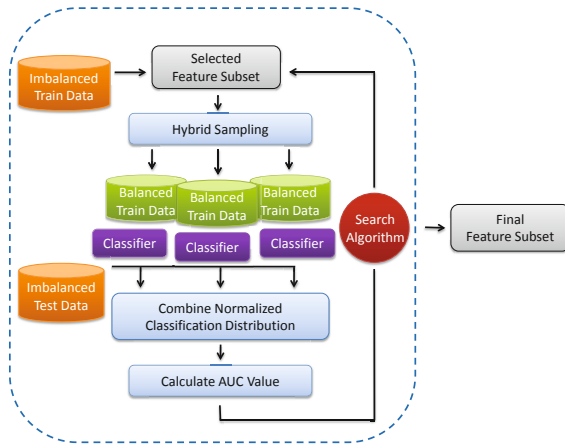 Imbalanced
Train Data
Selected
Feature Subset
Hybrid Sampling
Balanced
Train Data
Balanced
Train Data
Balanced
Train Data
Classifier
Classifier
Classifier
Search
Algorithm
Final
Feature Subset
Imbalanced
Test Data
Combine Normalized
Classification Distribution
Calculate AUC Value